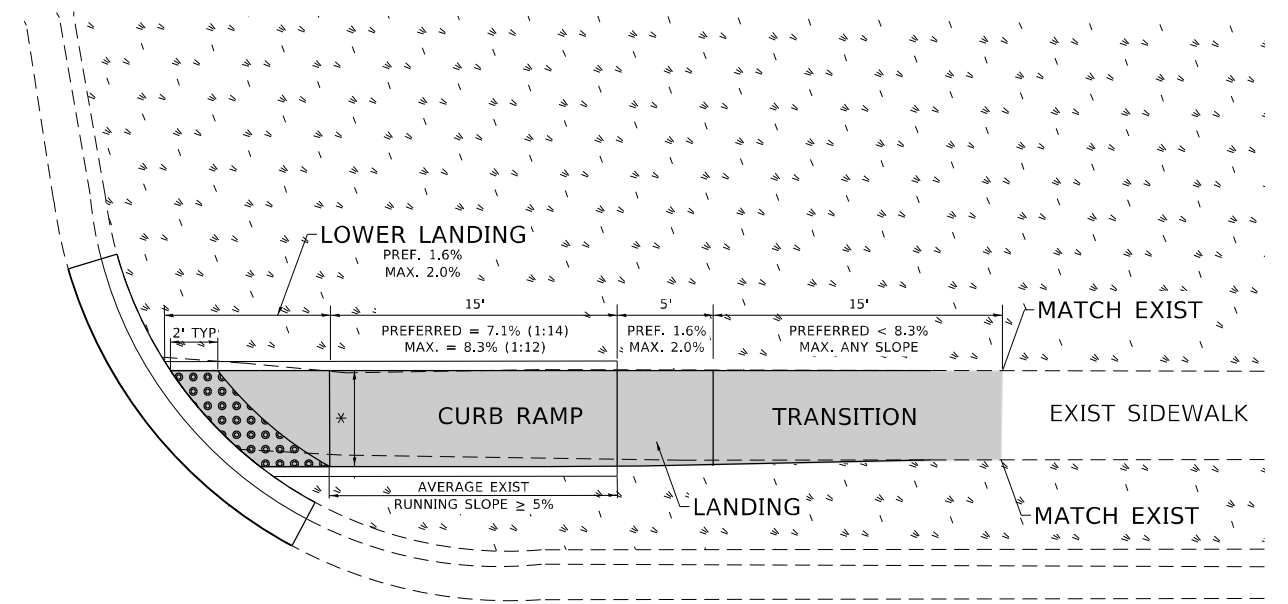 LOWER LANDING
PREF. 1.6%
MAX. 2.0%
15'
5'
15'
MATCH EXIST
2' TYP
PREFERRED = 7.1% (1:14)
MAX. = 8.3% (1:12)
PREF. 1.6%
MAX. 2.0%
PREFERRED < 8.3%
MAX. ANY SLOPE
*
CURB RAMP
TRANSITION
EXIST SIDEWALK
AVERAGE EXIST
RUNNING SLOPE ≥ 5%
LANDING
MATCH EXIST